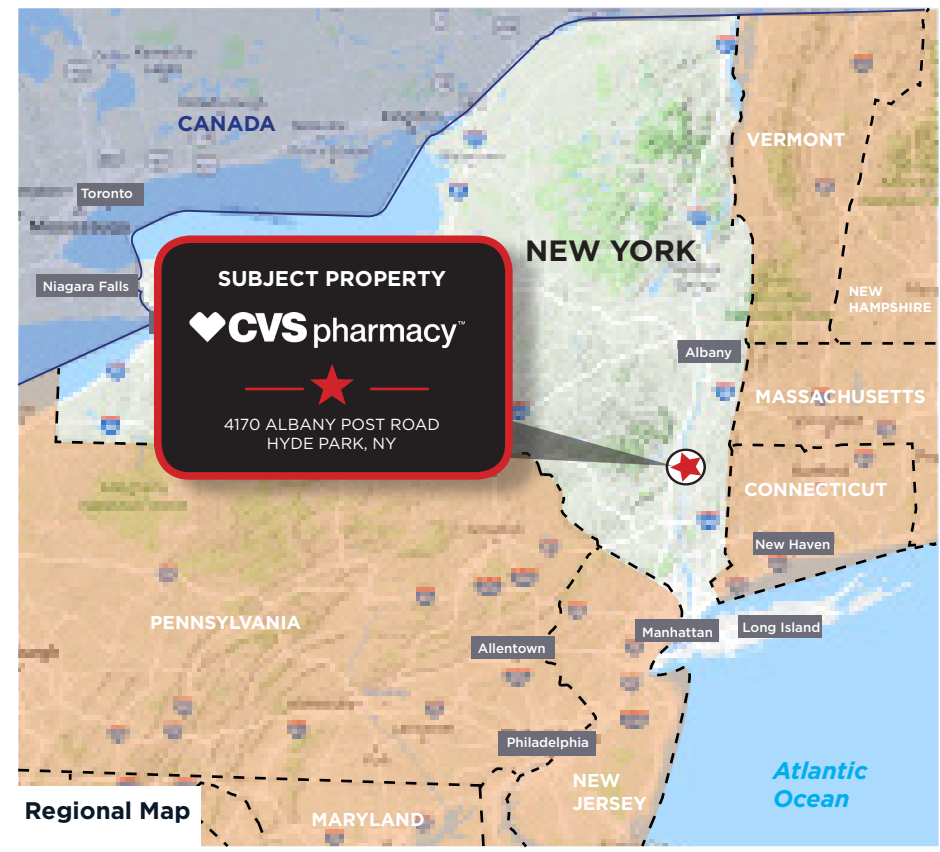 CANADA
VERMONT
Toronto
NEW YORK
SUBJECT PROPERTY
Niagara Falls
NEW
HAMPSHIRE
CVS pharmacy™
Albany
MASSACHUSETTS
4170 ALBANY POST ROAD
HYDE PARK, NY
CONNECTICUT
New Haven
PENNSYLVANIA
Manhattan
Long Island
Allentown
Philadelphia
Atlantic
Ocean
NEW
JERSEY
Regional Map
MARYLAND